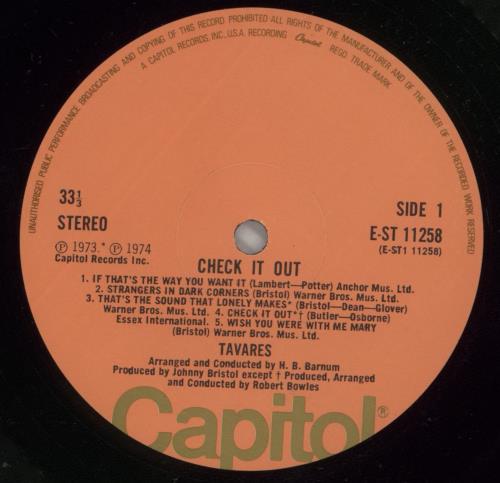 UNAUTHORISED PUBLIC PERFORMANCE BROADCASTING AND COPYING OF THIS RECORD PROHIBITED ALL RIGHTS OF THE MANUFACTURER AND OF THE OWNER OF THE RECORDED WORK RESERVED
A CAPITOL RECORDS INC., U.S.A. RECORDING Capitol REGD. TRADE MARK
33⅓
STEREO
SIDE 1
E-ST 11258
(E-ST1 11258)
℗ 1973.* ℗ 1974
Capitol Records Inc.
CHECK IT OUT
1. IF THAT'S THE WAY YOU WANT IT (Lambert—Potter) Anchor Mus. Ltd.
2. STRANGERS IN DARK CORNERS (Bristol) Warner Bros. Mus. Ltd.
3. THAT'S THE SOUND THAT LONELY MAKES* (Bristol—Dean—Glover)
Warner Bros. Mus. Ltd. 4. CHECK IT OUT*† (Butler—Osborne)
Essex International. 5. WISH YOU WERE WITH ME MARY
(Bristol) Warner Bros. Mus. Ltd.
TAVARES
Arranged and Conducted by H. B. Barnum
Produced by Johnny Bristol except † Produced, Arranged
and Conducted by Robert Bowles
Capitol®